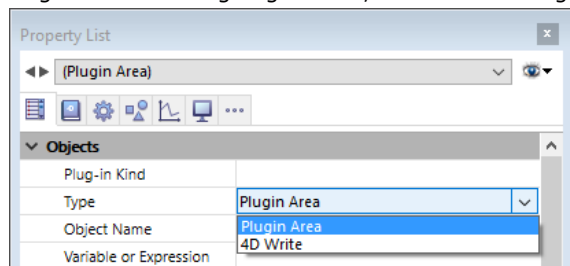 Property List
x
(Plugin Area)
Objects
Plug-in Kind
Type Plugin Area
Object Name Plugin Area
4D Write
Variable or Expression